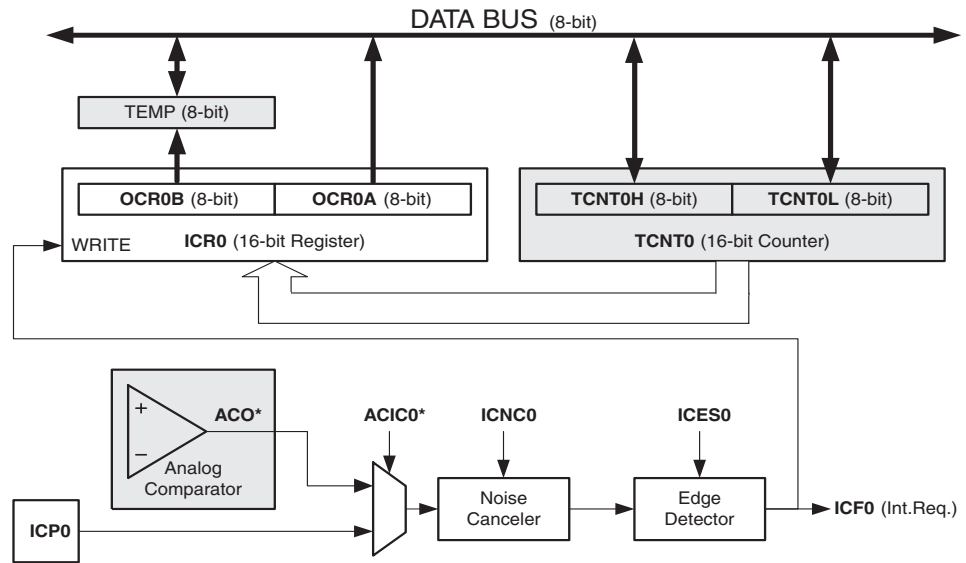 DATA BUS (8-bit)
TEMP (8-bit)
OCR0B (8-bit) OCR0A (8-bit)
TCNT0H (8-bit) TCNT0L (8-bit)
WRITE ICR0 (16-bit Register)
TCNT0 (16-bit Counter)
+
-
ACO*
Analog
Comparator
ACIC0*
ICNC0
ICES0
ICP0
Noise
Canceler
Edge
Detector
ICF0 (Int.Req.)